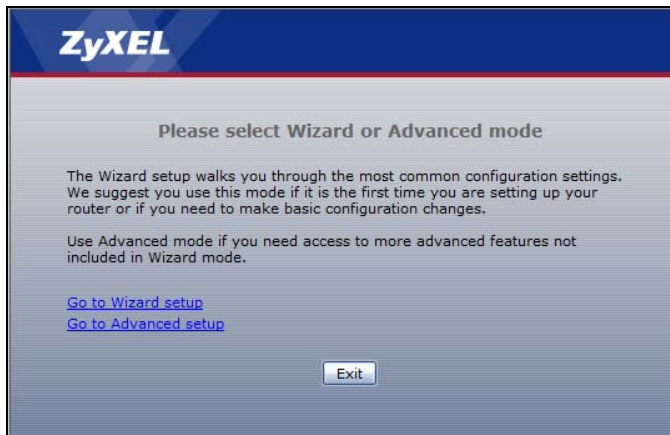 ZyXEL
Please select Wizard or Advanced mode
The Wizard setup walks you through the most common configuration settings.
We suggest you use this mode if it is the first time you are setting up your
router or if you need to make basic configuration changes.
Use Advanced mode if you need access to more advanced features not
included in Wizard mode.
Go to Wizard setup
Go to Advanced setup
Exit